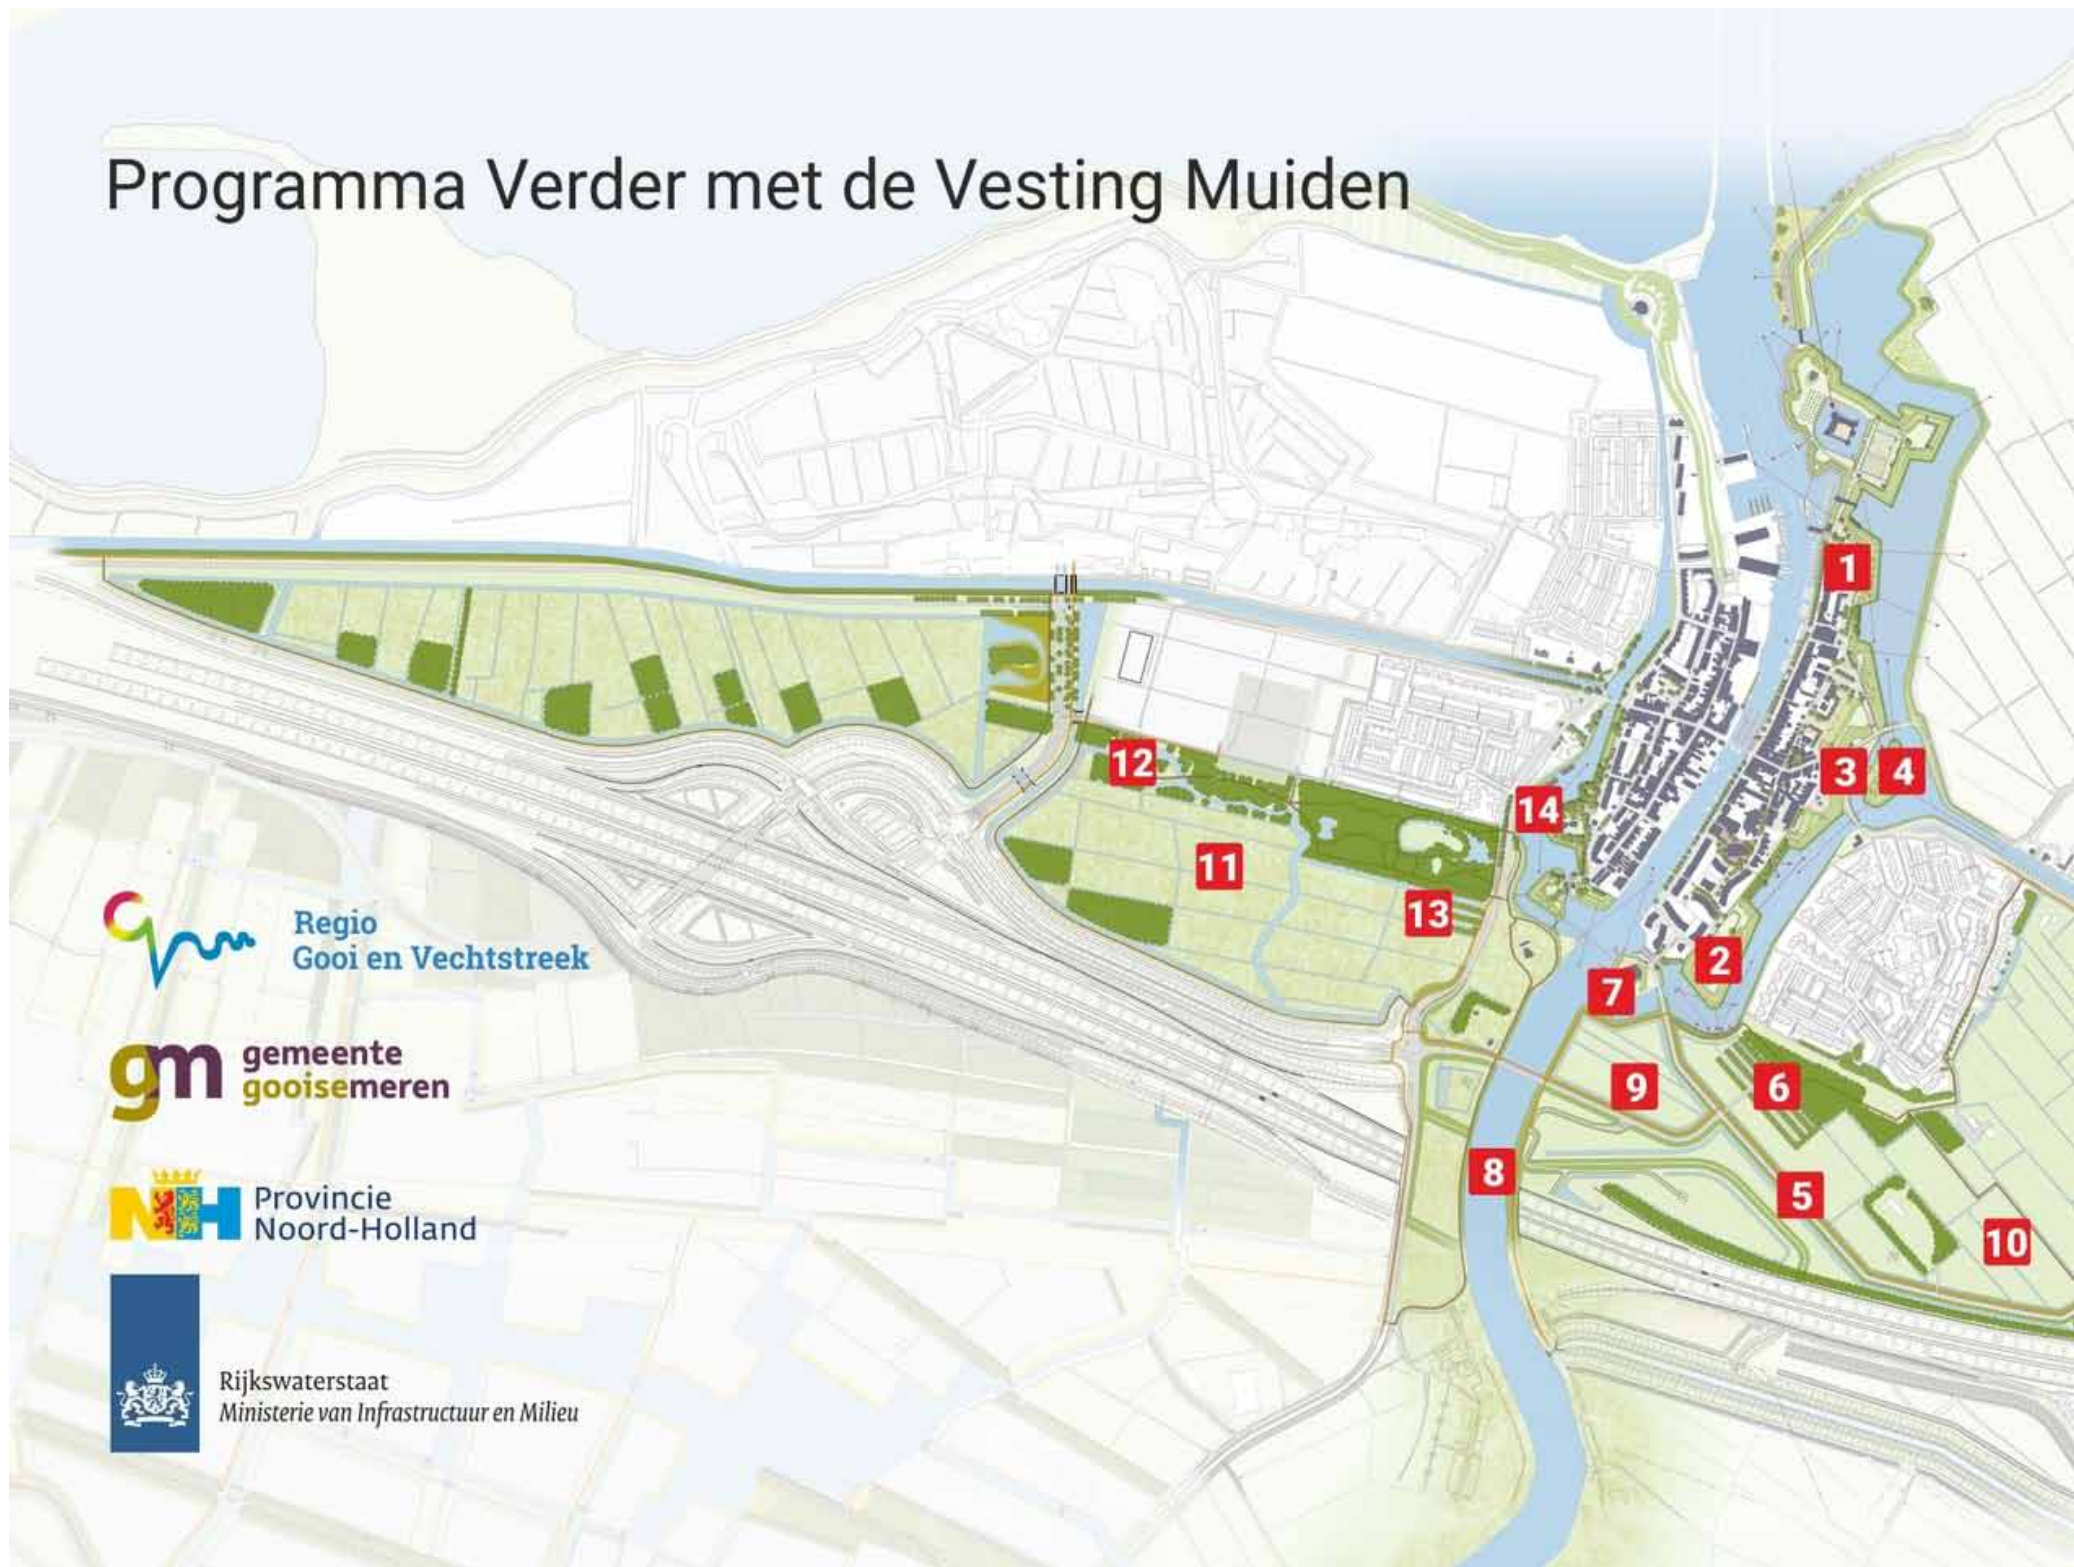 Programma Verder met de Vesting Muiden
1
3
4
12
14
11
13
2
7
9
6
8
5
10
Regio
Gooi en Vechtstreek
gm
gemeente
gooisemeren
NH
Provincie
Noord-Holland
Rijkswaterstaat
Ministerie van Infrastructuur en Milieu